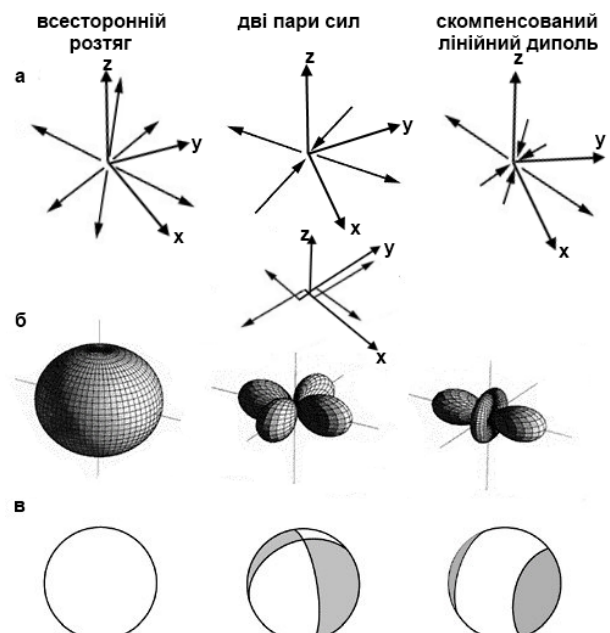 всесторонній розтяг
дві пари сил
скомпенсований лінійний диполь
а
z
y
x
z
y
x
z
y
x
z
y
x
б
в